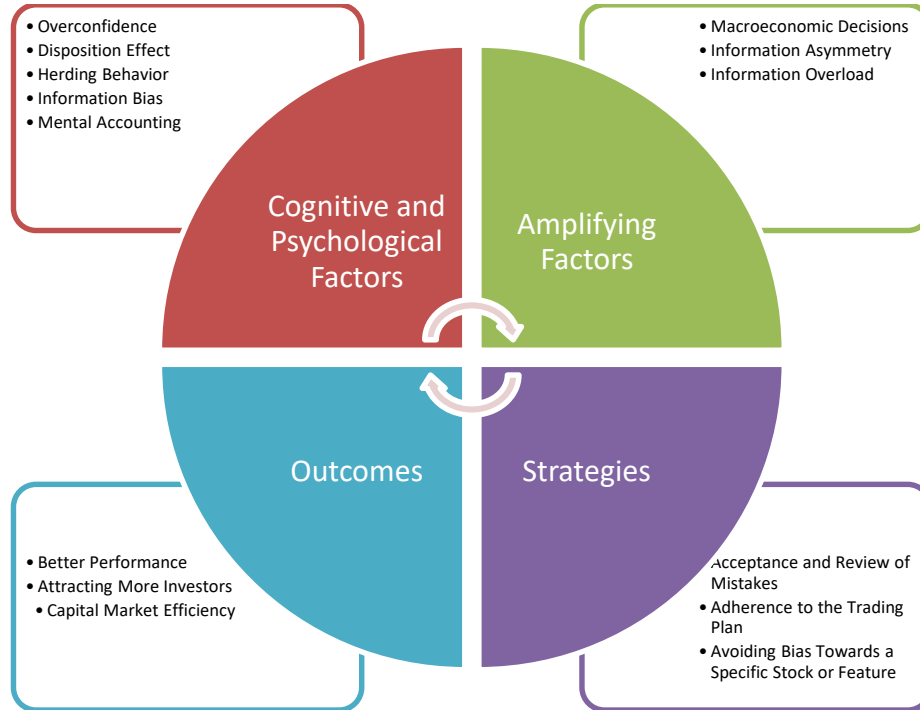 • Overconfidence
• Disposition Effect
• Herding Behavior
• Information Bias
• Mental Accounting
• Macroeconomic Decisions
• Information Asymmetry
• Information Overload
Cognitive and
Psychological
Factors
Amplifying
Factors
Outcomes
Strategies
• Better Performance
• Attracting More Investors
• Capital Market Efficiency
Acceptance and Review of
Mistakes
• Adherence to the Trading
Plan
• Avoiding Bias Towards a
Specific Stock or Feature